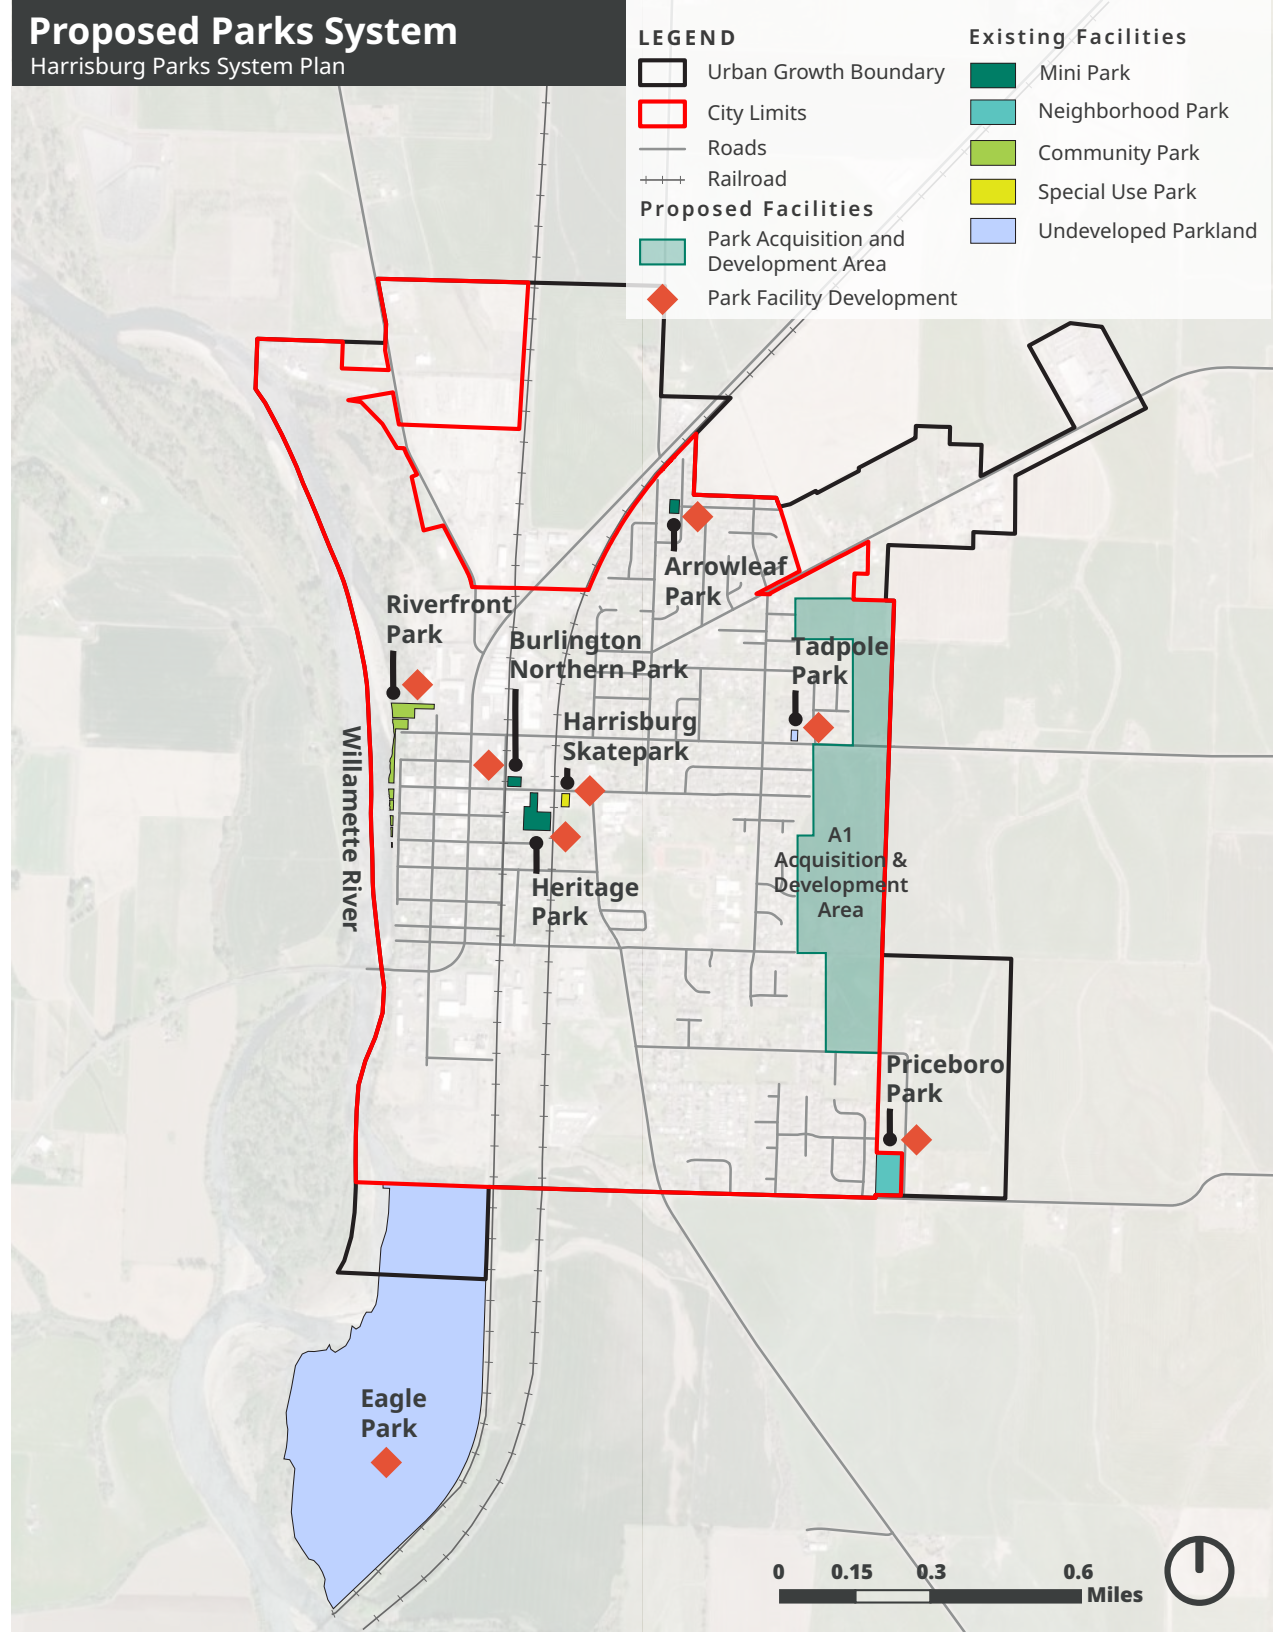 Proposed Parks System
Harrisburg Parks System Plan
LEGEND
Urban Growth Boundary
City Limits
Roads
Railroad
Proposed Facilities
Park Acquisition and
Development Area
Park Facility Development
Existing Facilities
Mini Park
Neighborhood Park
Community Park
Special Use Park
Undeveloped Parkland
Arrowleaf
Park
Riverfront
Park
Burlington
Northern Park
Tadpole
Park
Harrisburg
Skatepark
Willamette River
A1
Acquisition &
Development
Area
Heritage
Park
Priceboro
Park
Eagle
Park
0 0.15 0.3 0.6
Miles